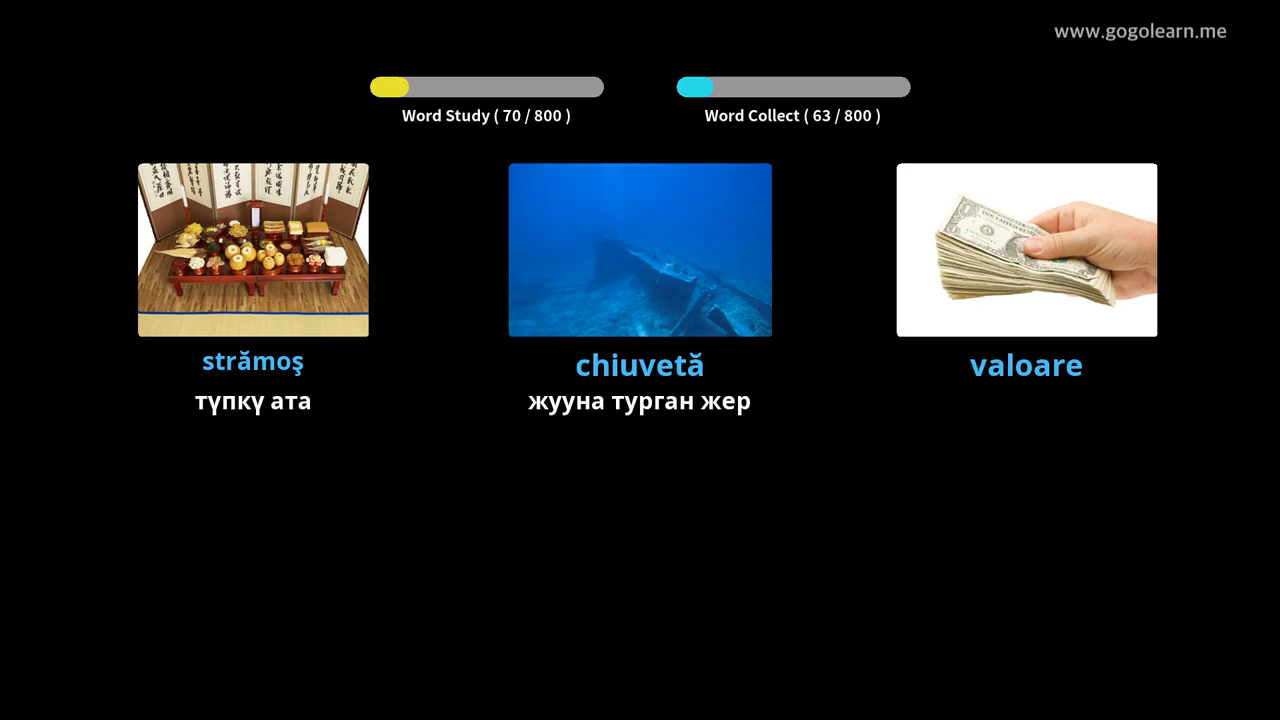 www.gogolearn.me
Word Study ( 70 / 800 )
Word Collect ( 63 / 800 )
strămoş
chiuvetă
valoare
түпкү ата
жууна турган жер